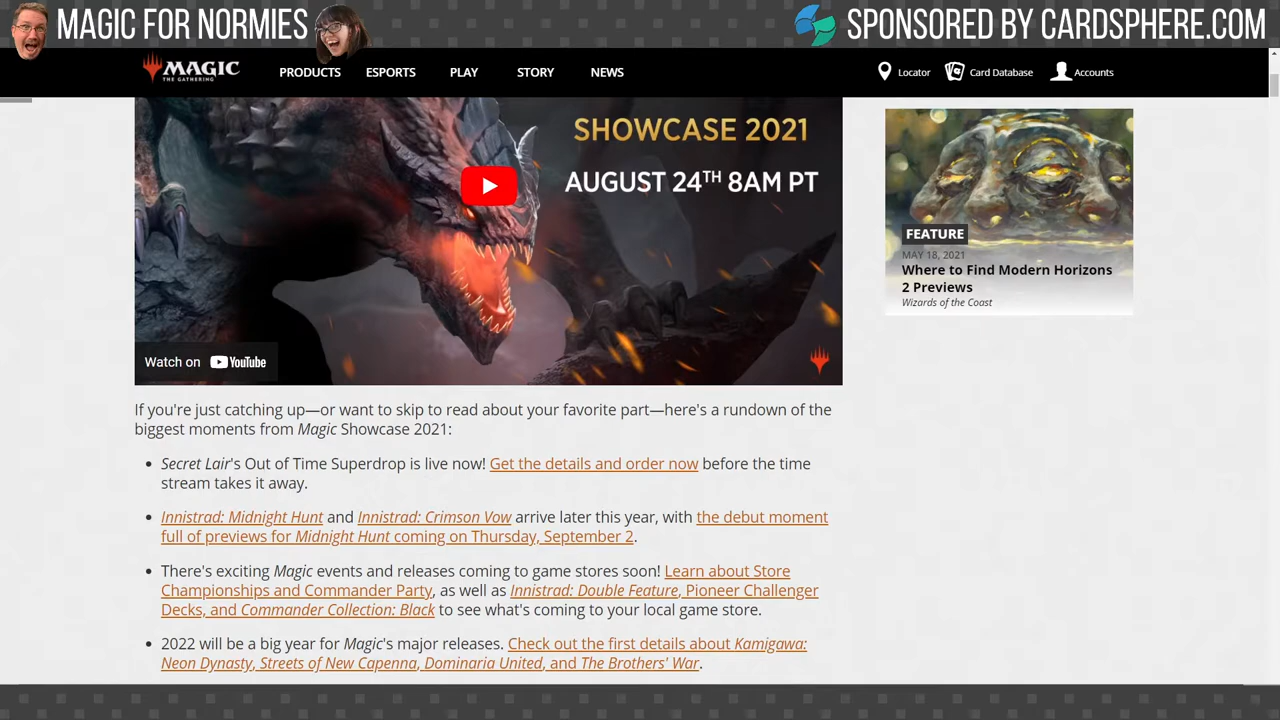 MAGIC FOR NORMIES
SPONSORED BY CARDSPHERE.COM
MAGIC
THE GATHERING
PRODUCTS ESPORTS PLAY STORY NEWS
Locator Card Database Accounts
SHOWCASE 2021
AUGUST 24TH 8AM PT
Watch on YouTube
FEATURE
MAY 18, 2021
Where to Find Modern Horizons
2 Previews
Wizards of the Coast
If you're just catching up—or want to skip to read about your favorite part—here's a rundown of the
biggest moments from Magic Showcase 2021:
• Secret Lair's Out of Time Superdrop is live now! Get the details and order now before the time
stream takes it away.
• Innistrad: Midnight Hunt and Innistrad: Crimson Vow arrive later this year, with the debut moment
full of previews for Midnight Hunt coming on Thursday, September 2.
• There's exciting Magic events and releases coming to game stores soon! Learn about Store
Championships and Commander Party, as well as Innistrad: Double Feature, Pioneer Challenger
Decks, and Commander Collection: Black to see what's coming to your local game store.
• 2022 will be a big year for Magic's major releases. Check out the first details about Kamigawa:
Neon Dynasty, Streets of New Capenna, Dominaria United, and The Brothers' War.